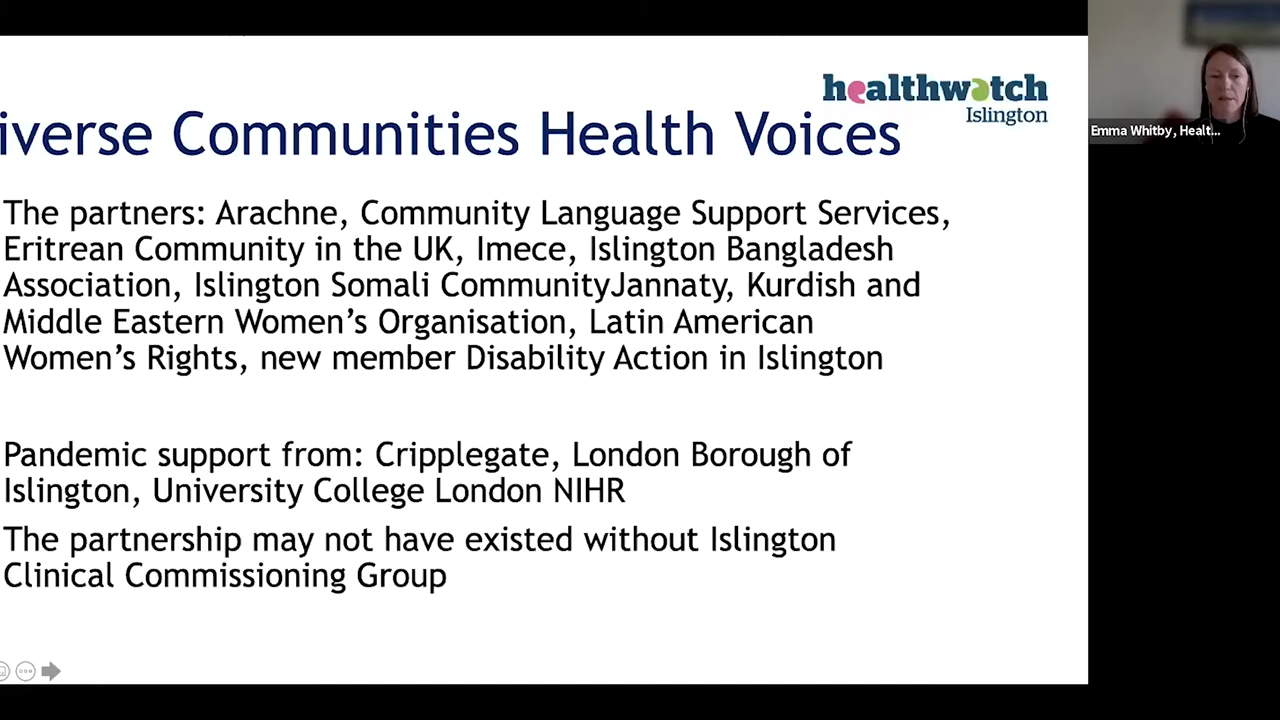 healthwatch
Islington
iverse Communities Health Voices
Emma Whitby, Healt...
The partners: Arachne, Community Language Support Services,
Eritrean Community in the UK, Imece, Islington Bangladesh
Association, Islington Somali CommunityJannaty, Kurdish and
Middle Eastern Women’s Organisation, Latin American
Women’s Rights, new member Disability Action in Islington
Pandemic support from: Cripplegate, London Borough of
Islington, University College London NIHR
The partnership may not have existed without Islington
Clinical Commissioning Group